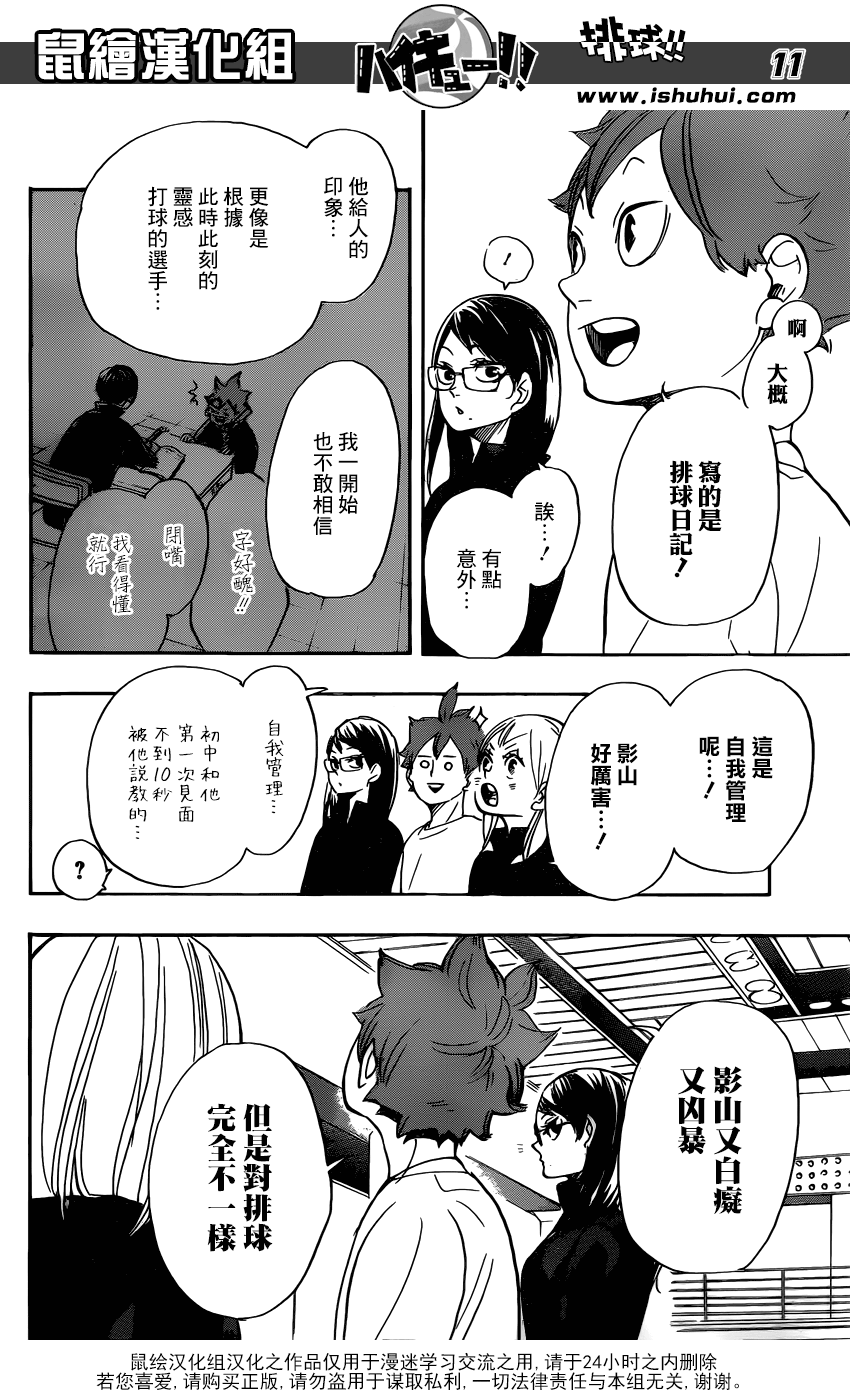 鼠繪漢化組
ハイキュー!!
排球!!
11
www.ishuhui.com
啊
大概
寫的是
排球日記！
！
誒…！
有點
意外…
他給人的
印象…
更像是
根據
此時此刻的
靈感
打球的選手…
我一開始
也不敢相信
字好醜!!
閉嘴
我看得懂
就行
這是
自我管理
呢…！
影山
好厲害…！
自我管理…
初中和他
第一次見面
不到10秒
被他說教的…
？
影山又白癡
又凶暴
但是對排球
完全不一樣
鼠绘汉化组汉化之作品仅用于漫迷学习交流之用, 请于24小时之内删除
若您喜爱, 请购买正版, 请勿盗用于谋取私利, 一切法律责任与本组无关, 谢谢。